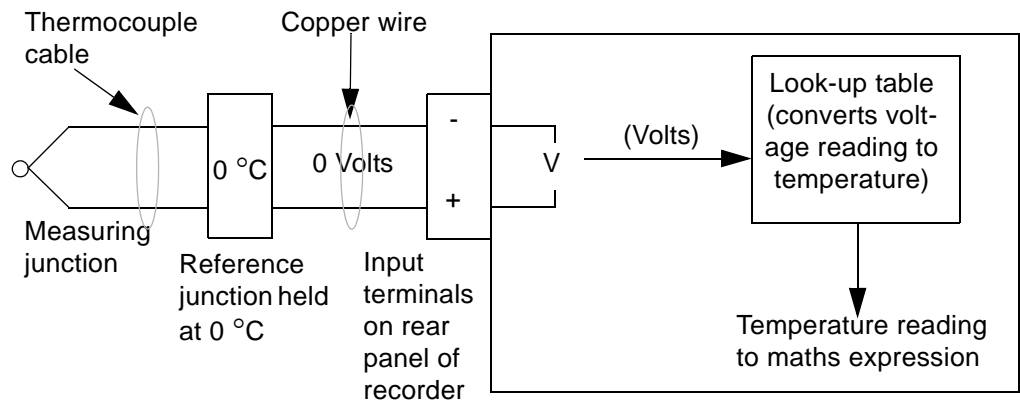 Thermocouple
cable
Copper wire
Look-up table
(converts volt-
age reading to
temperature)
-
(Volts)
0 °C
0 Volts
V
+
Measuring
junction
Reference
junction held
at 0 °C
Input
terminals
on rear
panel of
recorder
Temperature reading
to maths expression